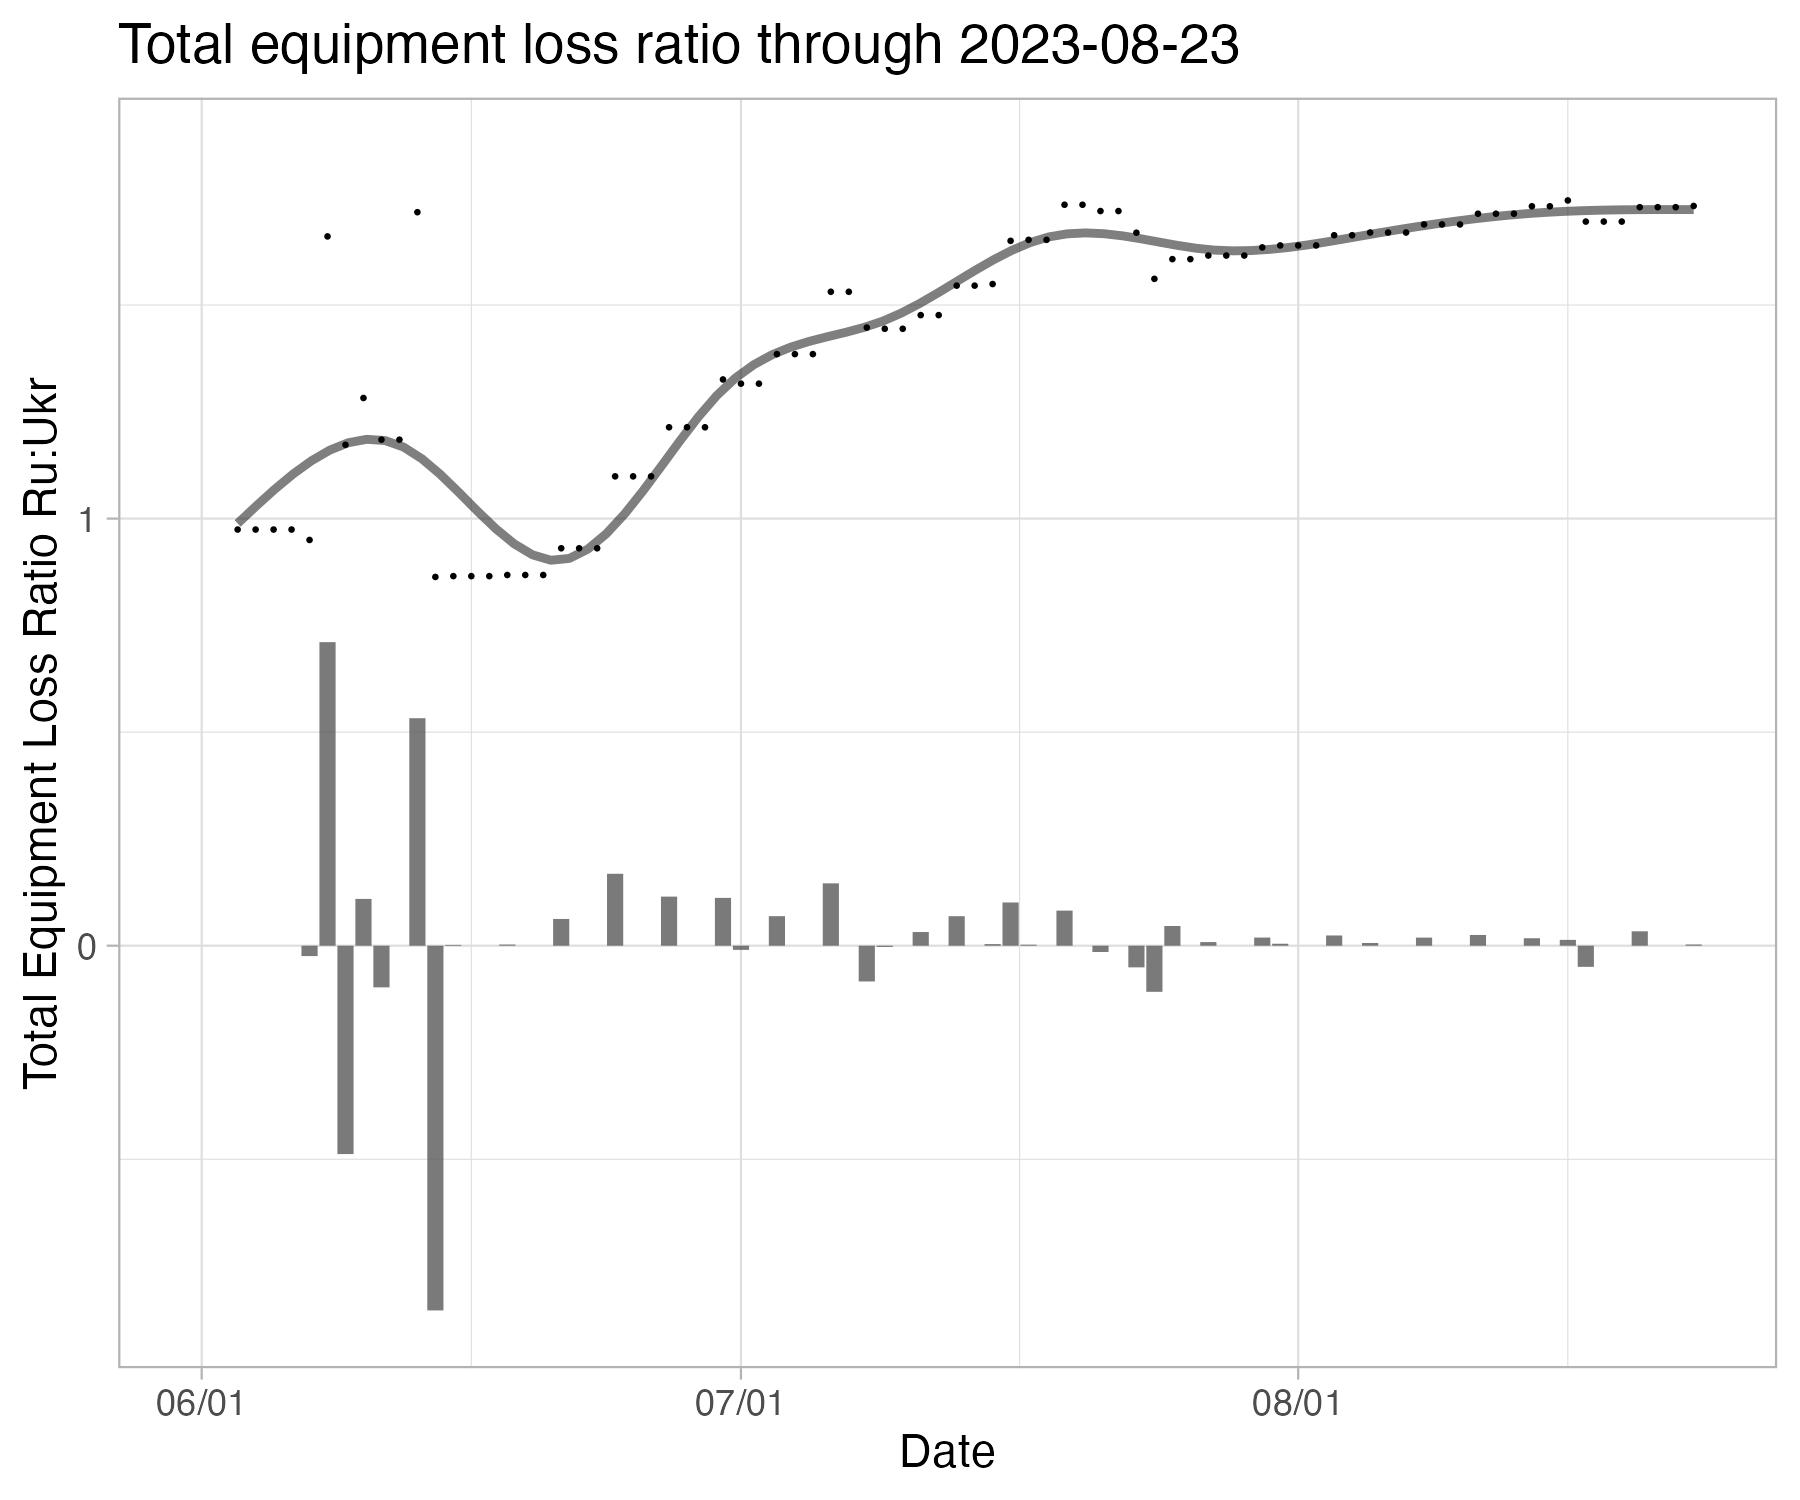 Total equipment loss ratio through 2023-08-23
Total Equipment Loss Ratio Ru:Ukr
1
0
06/01
07/01
08/01
Date